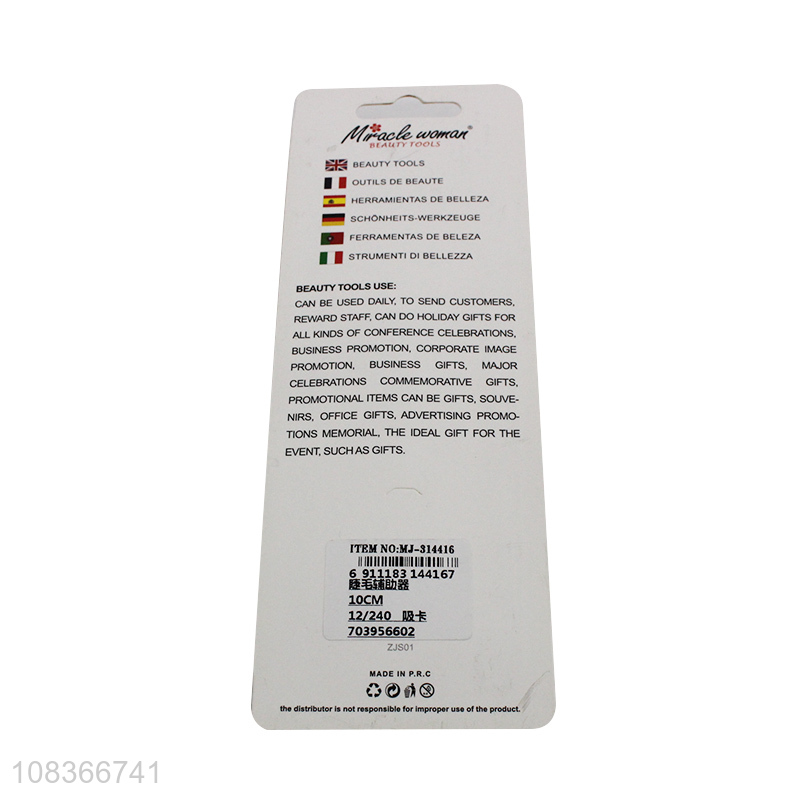 Miracle woman®
BEAUTY TOOLS
BEAUTY TOOLS
OUTILS DE BEAUTE
HERRAMIENTAS DE BELLEZA
SCHÖNHEITS-WERKZEUGE
FERRAMENTAS DE BELEZA
STRUMENTI DI BELLEZZA
BEAUTY TOOLS USE:
CAN BE USED DAILY, TO SEND CUSTOMERS,
REWARD STAFF, CAN DO HOLIDAY GIFTS FOR
ALL KINDS OF CONFERENCE CELEBRATIONS,
BUSINESS PROMOTION, CORPORATE IMAGE
PROMOTION, BUSINESS GIFTS, MAJOR
CELEBRATIONS COMMEMORATIVE GIFTS,
PROMOTIONAL ITEMS CAN BE GIFTS, SOUVE-
NIRS, OFFICE GIFTS, ADVERTISING PROMO-
TIONS MEMORIAL, THE IDEAL GIFT FOR THE
EVENT, SUCH AS GIFTS.
ITEM NO:MJ-314416
6 911183 144167
睫毛辅助器
10CM
12/240 吸卡
703956602
ZJS01
MADE IN P.R.C
the distributor is not responsible for improper use of the product.
108366741